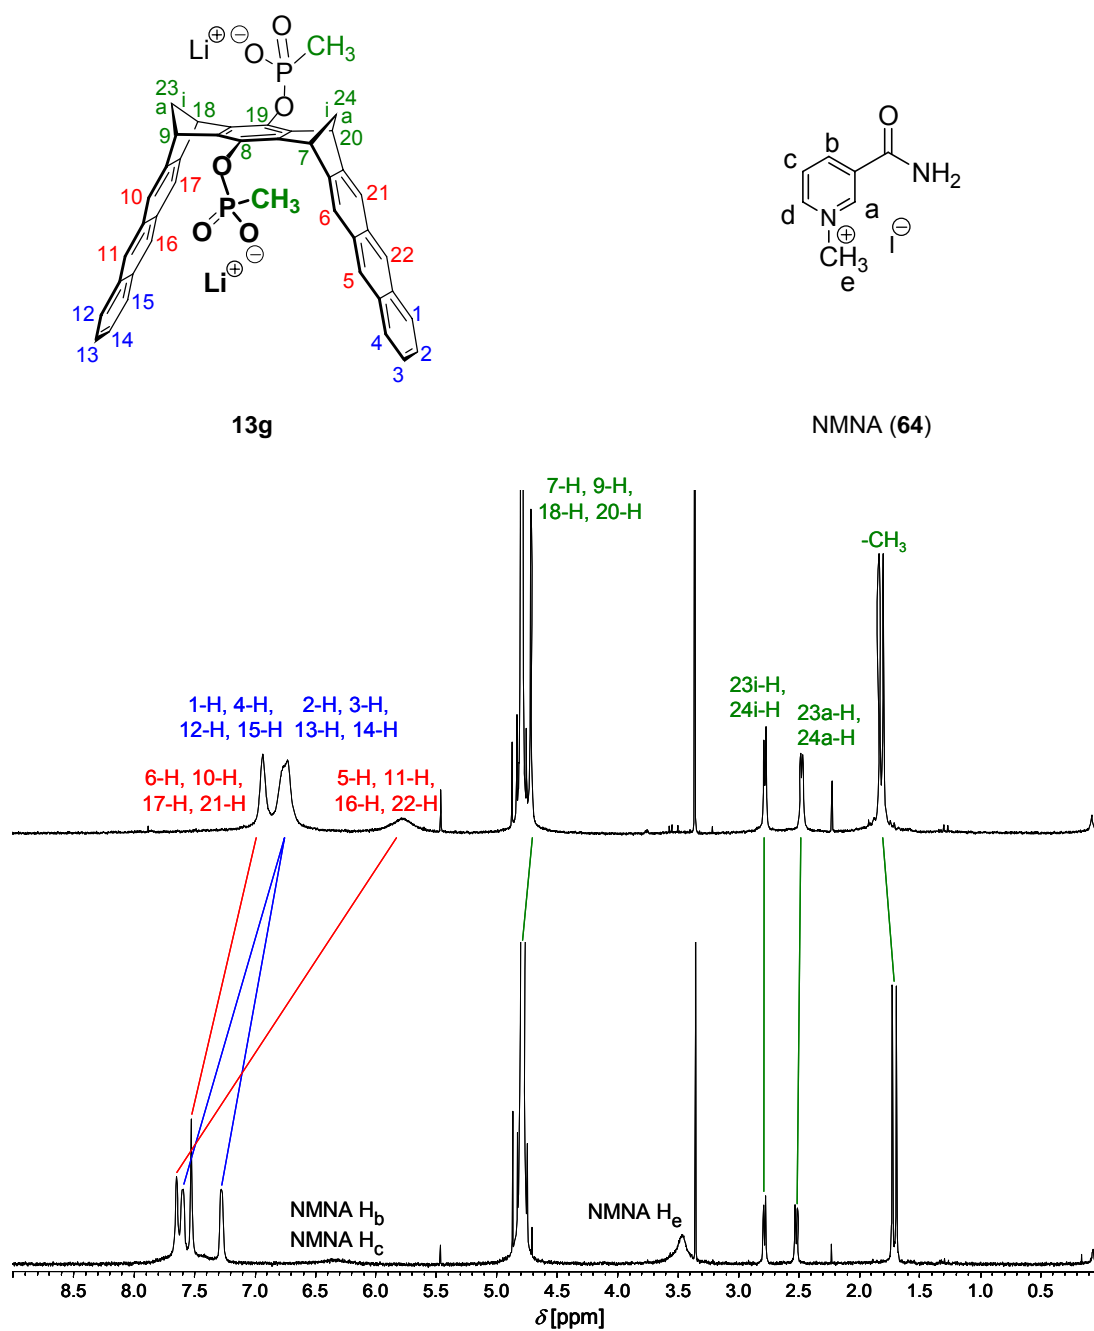 O
Li⊕ ⊖O P CH3
O
23
a i 18 19 i 24
a
9 8 7 20
O
10 17 P CH3 6 21
O O⊖
11 16 Li⊕ 5 22
12 15 1
13 14 4 2
3
13g
O
b
c NH2
d N a
+
CH3 I⊖
e
NMNA (64)
7-H, 9-H,
18-H, 20-H
-CH3
1-H, 4-H,
12-H, 15-H
2-H, 3-H,
13-H, 14-H
23i-H,
24i-H
23a-H,
24a-H
6-H, 10-H,
17-H, 21-H
5-H, 11-H,
16-H, 22-H
NMNA Hb
NMNA Hc
NMNA He
8.5 8.0 7.5 7.0 6.5 6.0 5.5 5.0 4.5 4.0 3.5 3.0 2.5 2.0 1.5 1.0 0.5
δ [ppm]